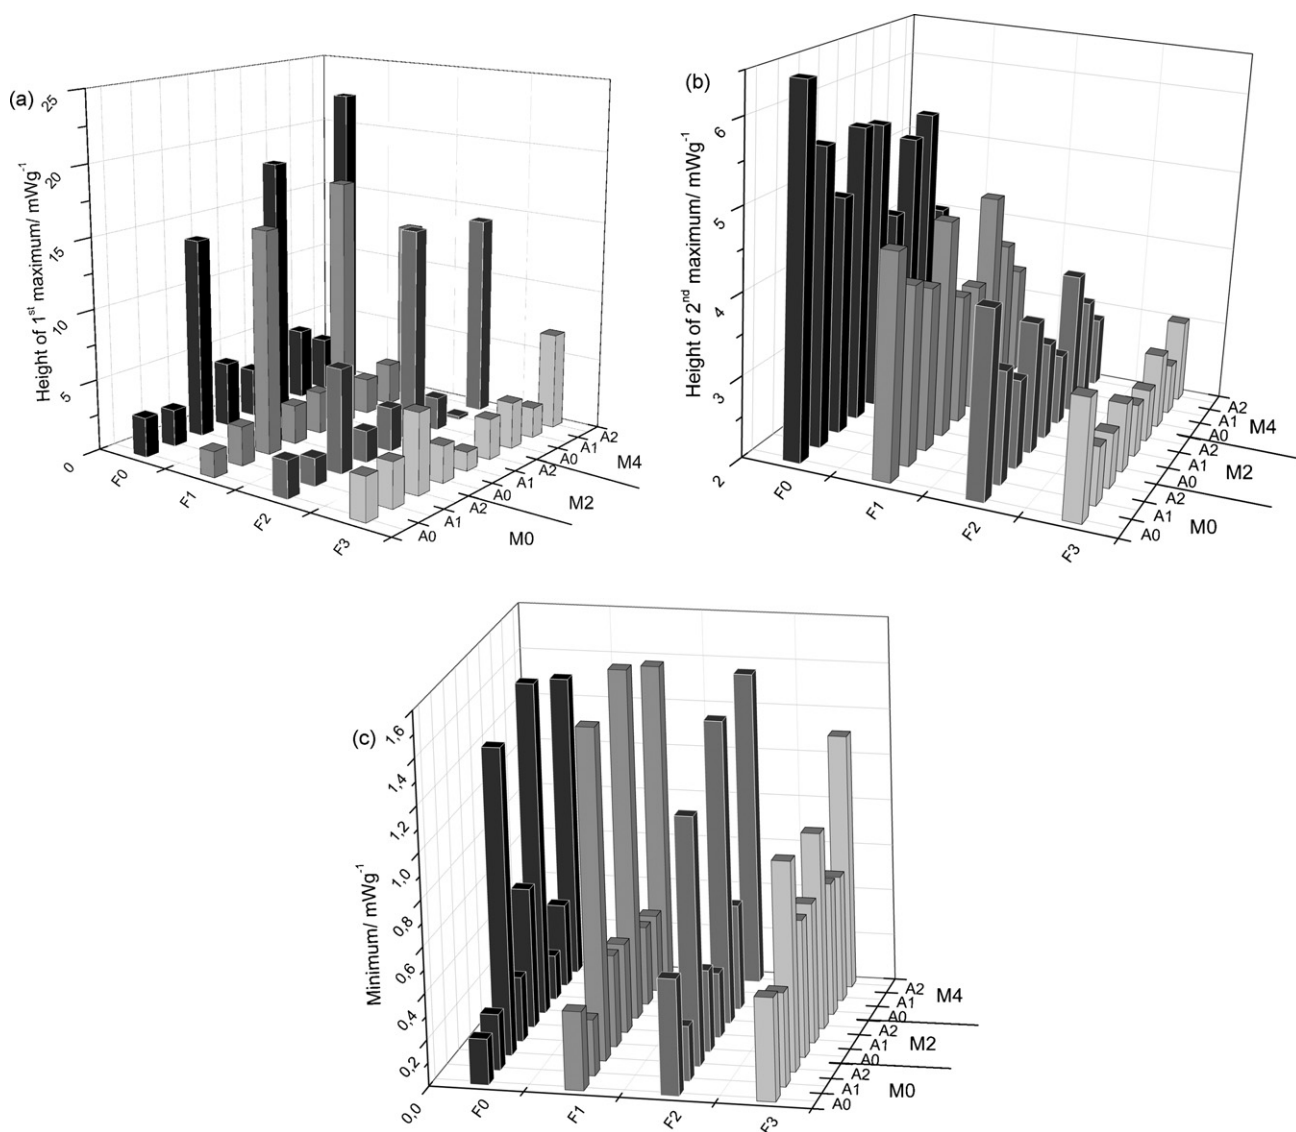 (a)
Height of 1st maximum/ mWg-1
0
5
10
15
20
25
F0
F1
F2
F3
A0
A1
A2
A0
A1
A2
A0
A1
A2
M0
M2
M4
(b)
Height of 2nd maximum/ mWg-1
2
3
4
5
6
F0
F1
F2
F3
A0
A1
A2
A0
A1
A2
A0
A1
A2
M0
M2
M4
(c)
Minimum/ mWg-1
0,0
0,2
0,4
0,6
0,8
1,0
1,2
1,4
1,6
F0
F1
F2
F3
A0
A1
A2
A0
A1
A2
A0
A1
A2
M0
M2
M4